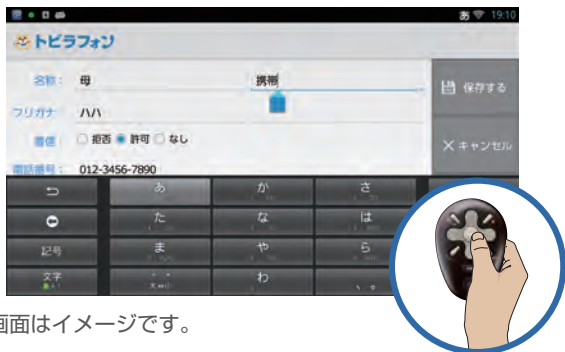 あ 19:10
トビラフォン
名称: 母 携帯
保存する
フリガナ ハハ
着信: 拒否 許可 なし
キャンセル
電話番号: 012-3456-7890
あ か さ
た な は
記号 ま や ら
文字 わ 、。
画面はイメージです。